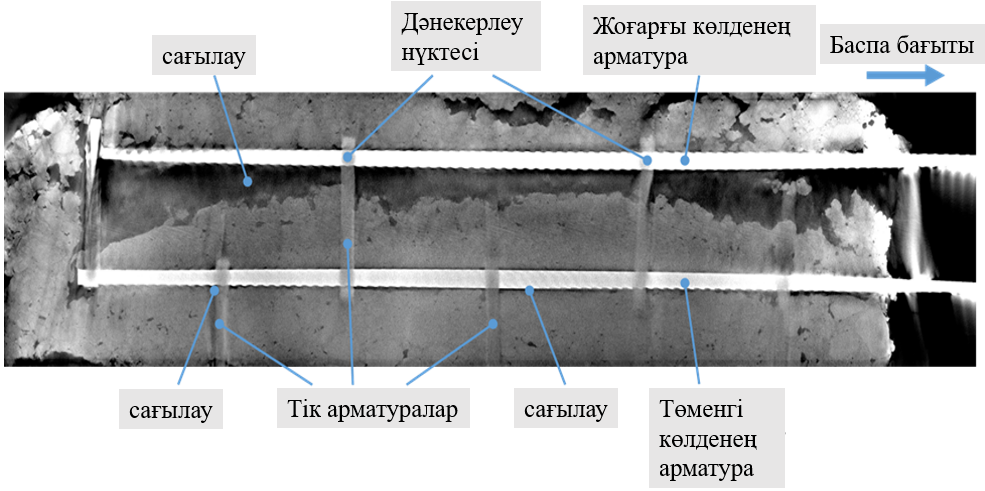 сағылау
Дәнекерлеу
нүктесі
Жоғарғы көлденең
арматура
Баспа бағыты
сағылау
Тік арматуралар
сағылау
Төменгі
көлденең
арматура